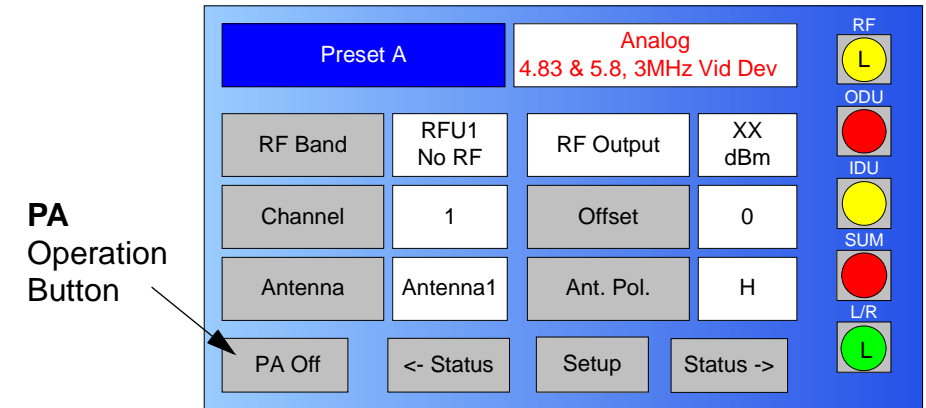 RF
Preset A
Analog
4.83 & 5.8, 3MHz Vid Dev
L
ODU
RF Band
RFU1
No RF
RF Output
XX
dBm
IDU
PA
Operation
Button
Channel
1
Offset
0
SUM
Antenna
Antenna1
Ant. Pol.
H
L/R
L
PA Off
<- Status
Setup
Status ->